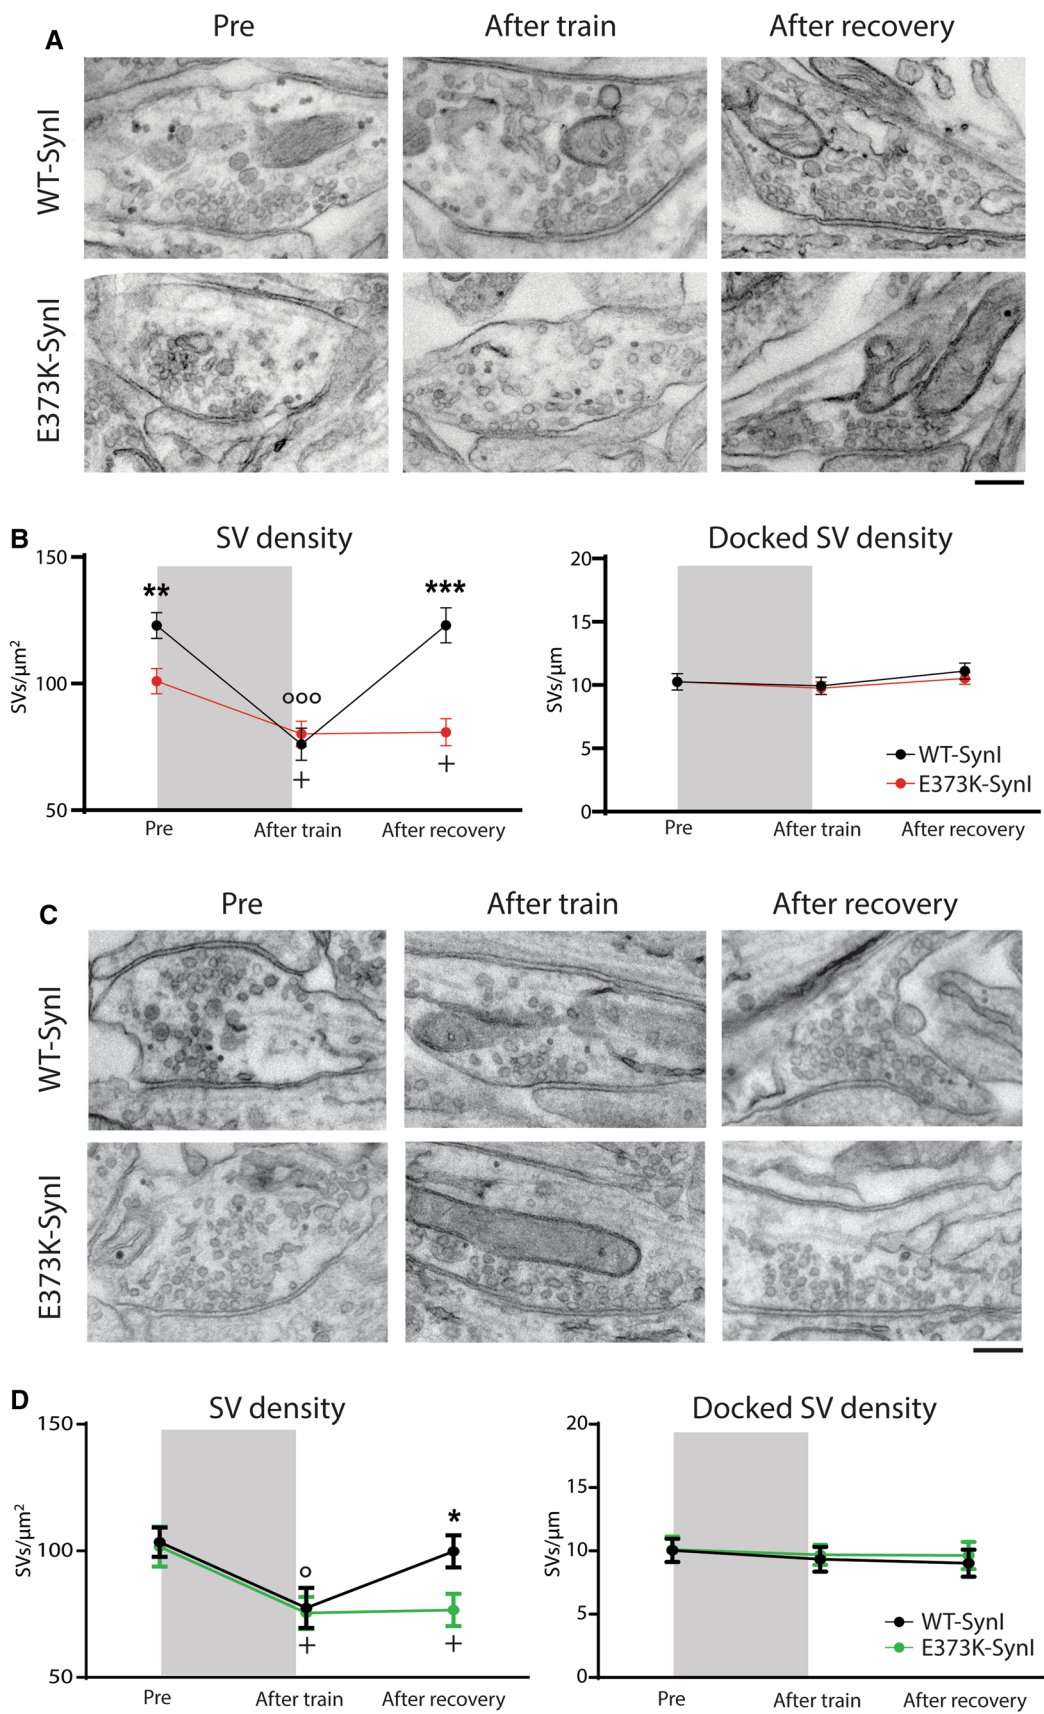 A
Pre After train After recovery
WT-SynI
E373K-SynI
B
SV density
150
100
50
SVs/µm²
**
***
°°°
+
+
Pre After train After recovery
Docked SV density
20
15
10
5
0
SVs/µm
WT-SynI
E373K-SynI
Pre After train After recovery
C
Pre After train After recovery
WT-SynI
E373K-SynI
D
SV density
150
100
50
SVs/µm²
*
°
+
+
Pre After train After recovery
Docked SV density
20
15
10
5
0
SVs/µm
WT-SynI
E373K-SynI
Pre After train After recovery